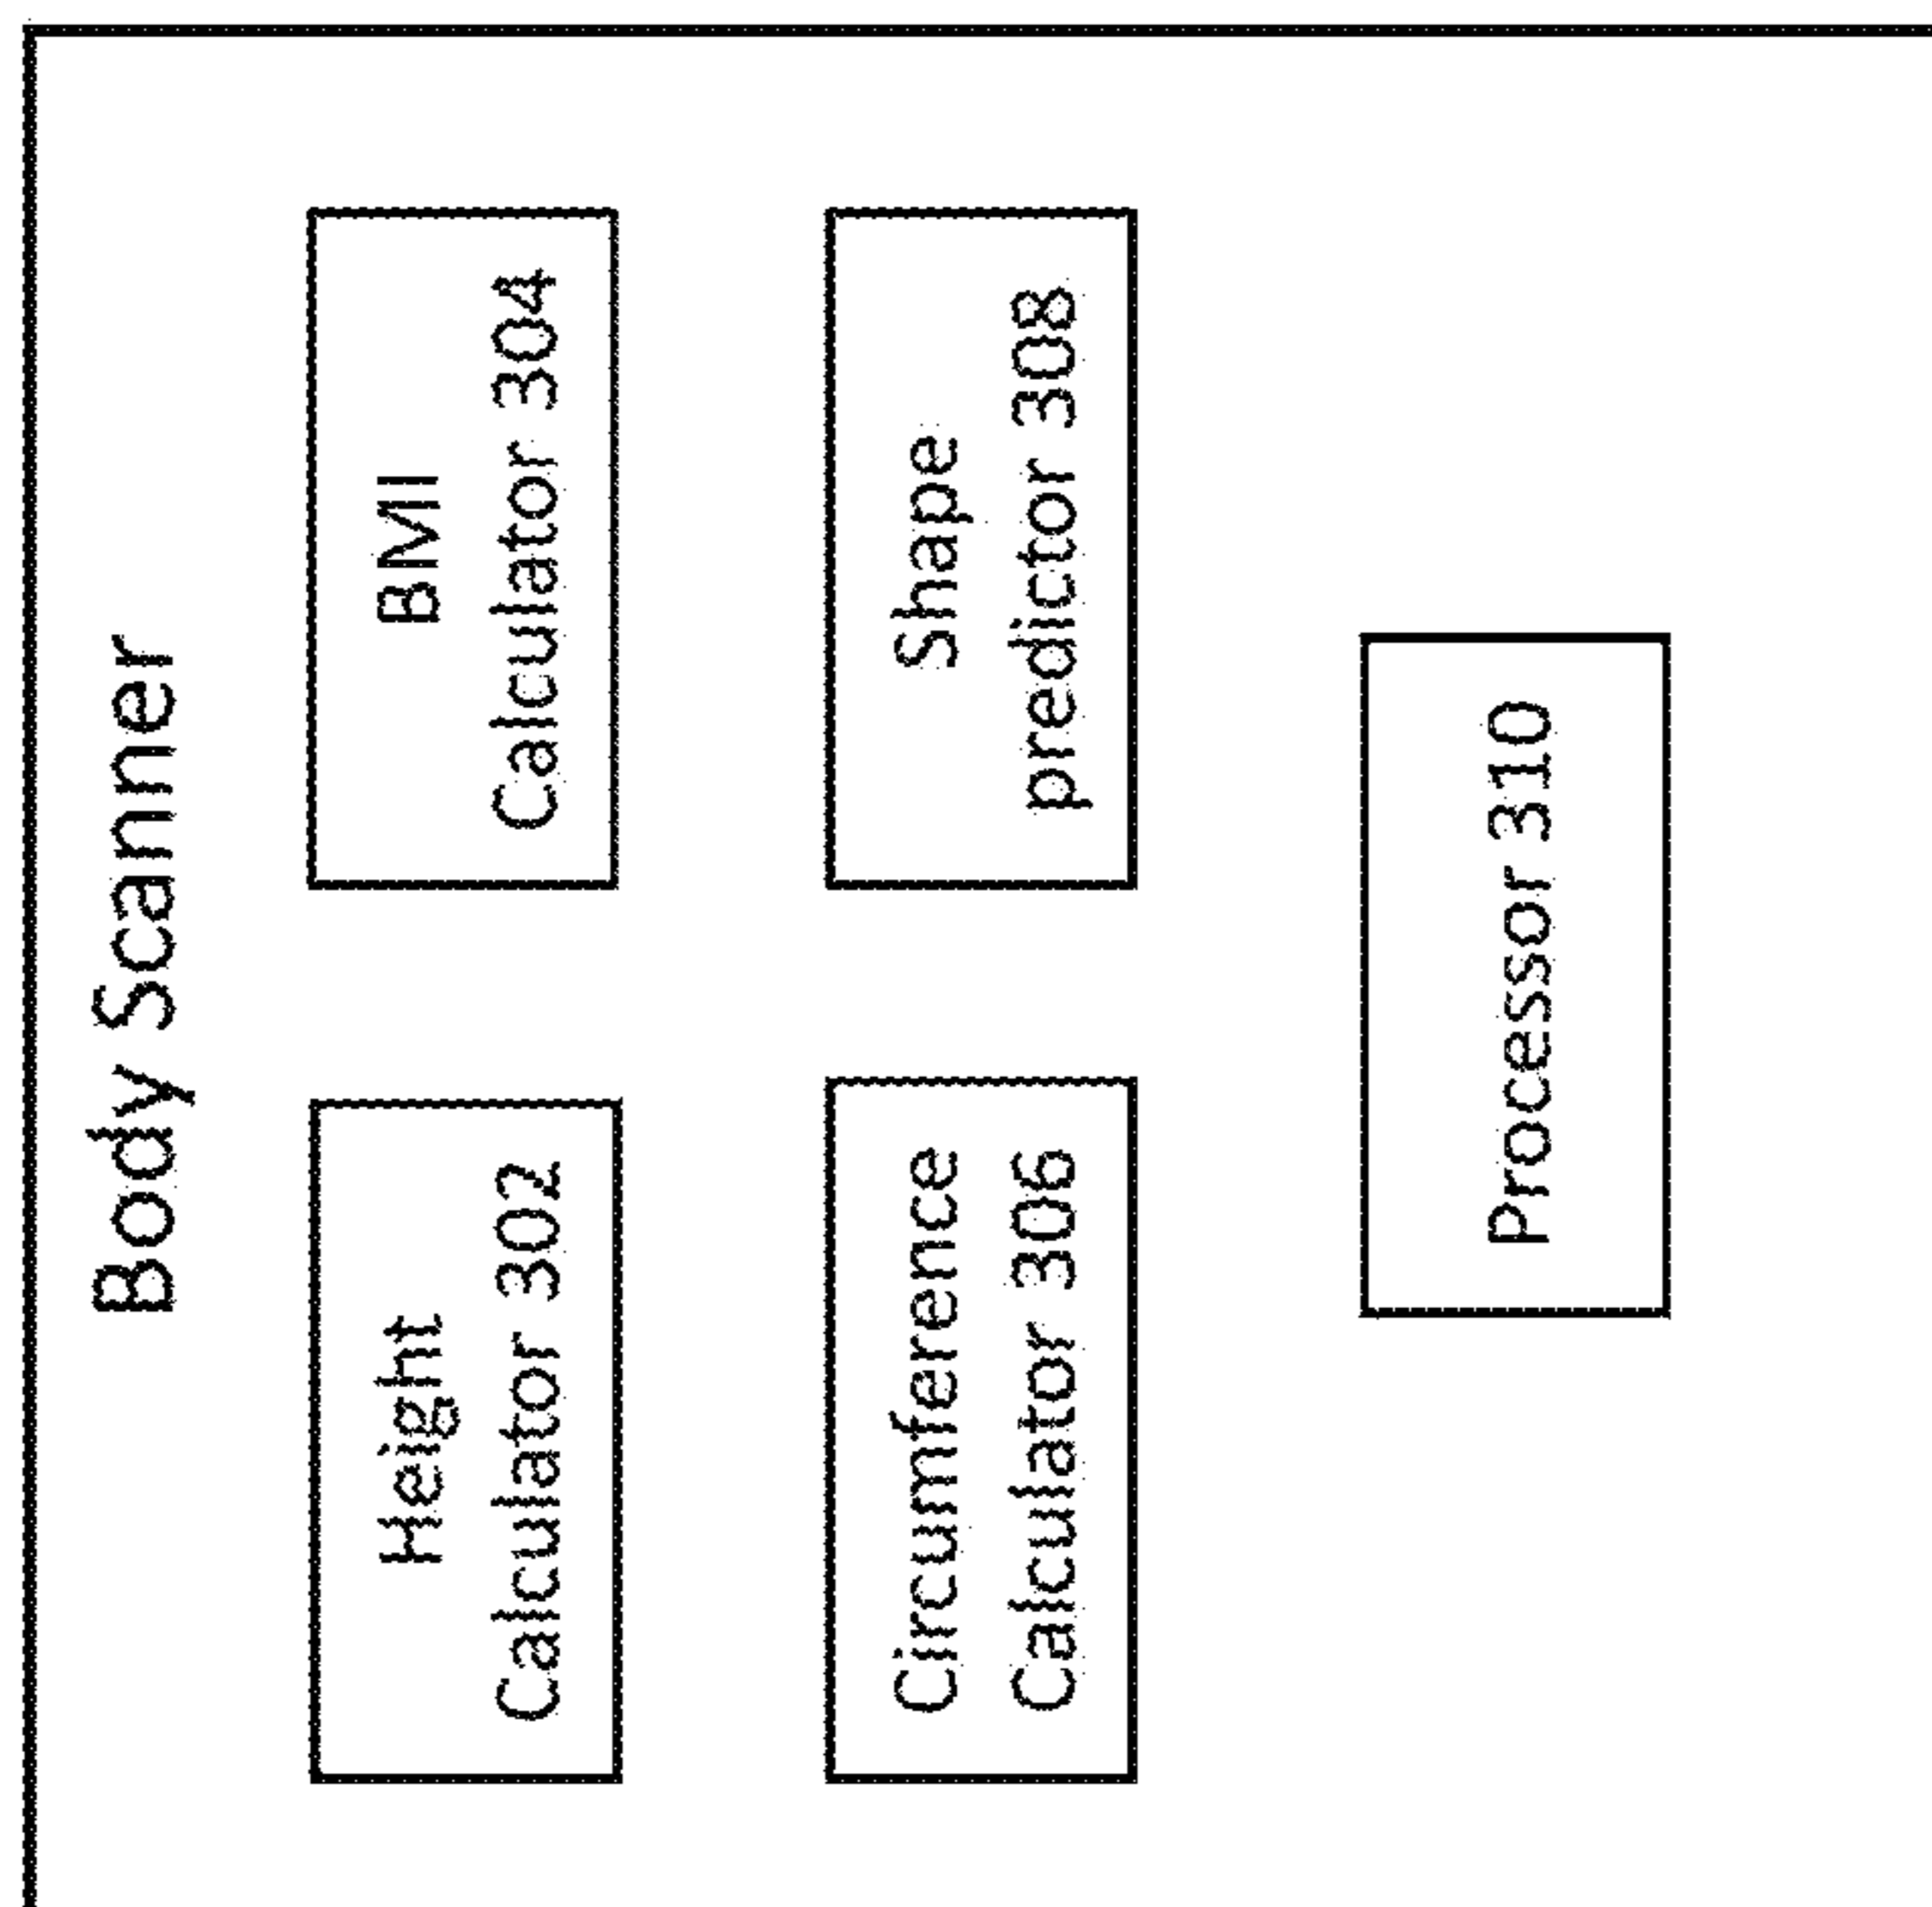 Body Scanner
Height
Calculator 302
BMI
Calculator 304
Circumference
Calculator 306
Shape
predictor 308
Processor 310